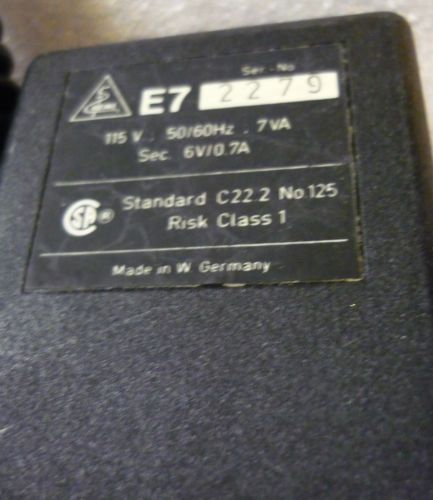 Ser.-No
S
E7 2279
115 V . 50/60Hz . 7VA
Sec. 6V/0.7A
SA® Standard C22.2 No.125
Risk Class 1
Made in W. Germany